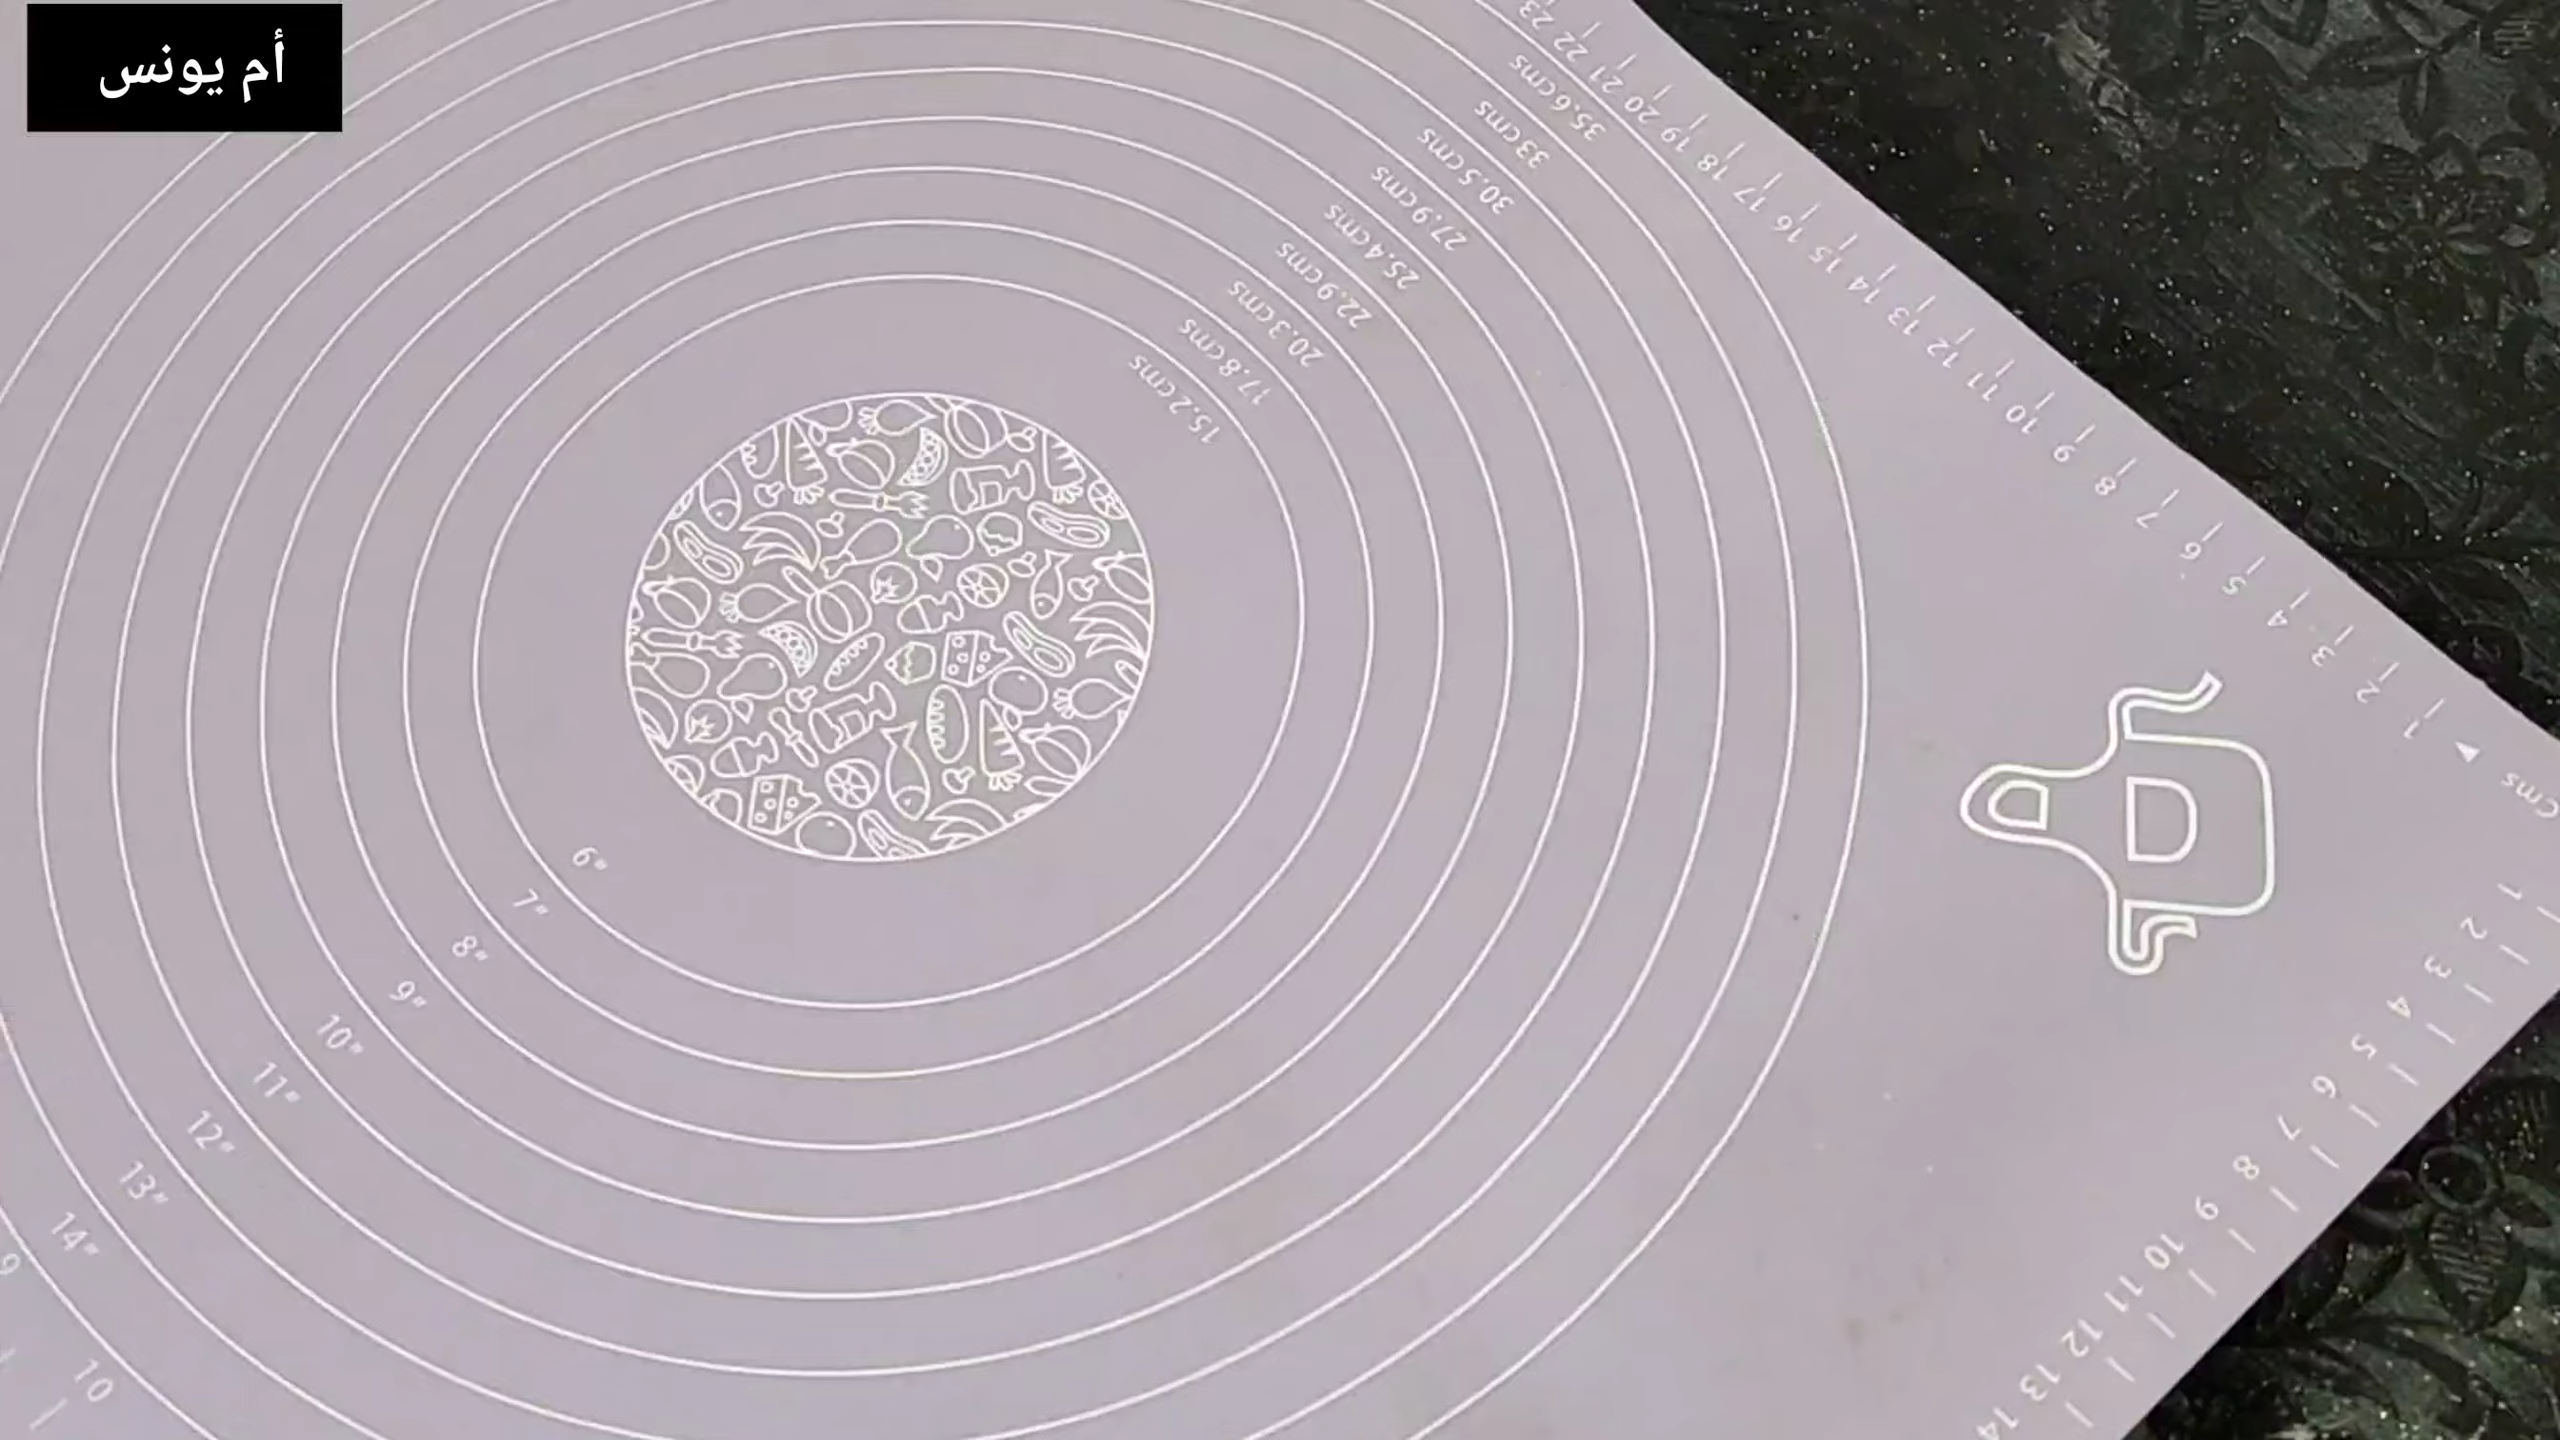 أم يونس
35.6cms
33cms
30.5cms
27.9cms
25.4cms
22.9cms
20.3cms
17.8cms
15.2cms
23 22 21 20 19 18 17 16 15 14 13 12 11 10 9 8 7 6 5 4 3 2 1
cms
1 2 3 4 5 6 7 8 9 10 11 12 13 14
6"
7"
8"
9"
10"
11"
12"
13"
14"
9
10